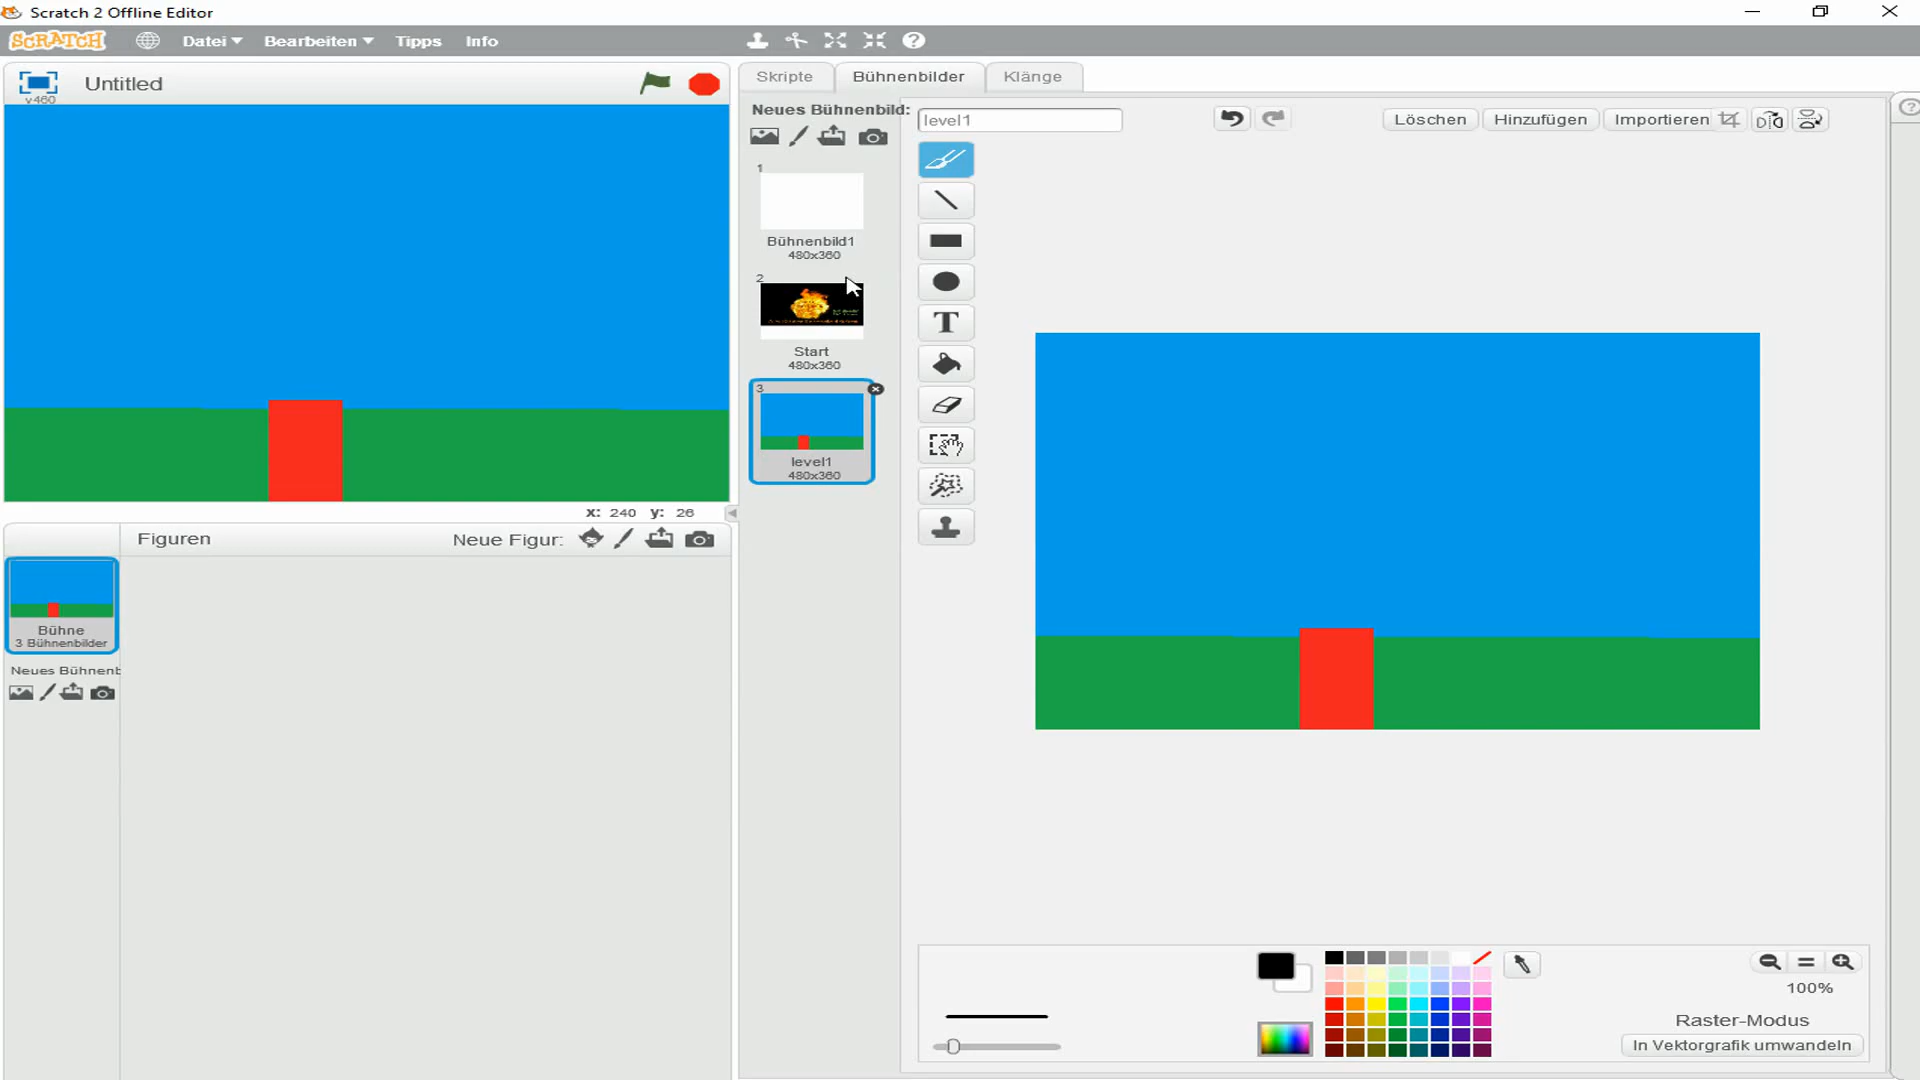 Scratch 2 Offline Editor
SCRATCH Datei Bearbeiten Tipps Info
v460 Untitled
Skripte Bühnenbilder Klänge
Neues Bühnenbild:
level1
Löschen Hinzufügen Importieren
1
Bühnenbild1
480x360
2
Start
480x360
3
level1
480x360
T
x: 240 y: 26
Figuren Neue Figur:
Bühne
3 Bühnenbilder
Neues Bühnenb
100%
Raster-Modus
In Vektorgrafik umwandeln